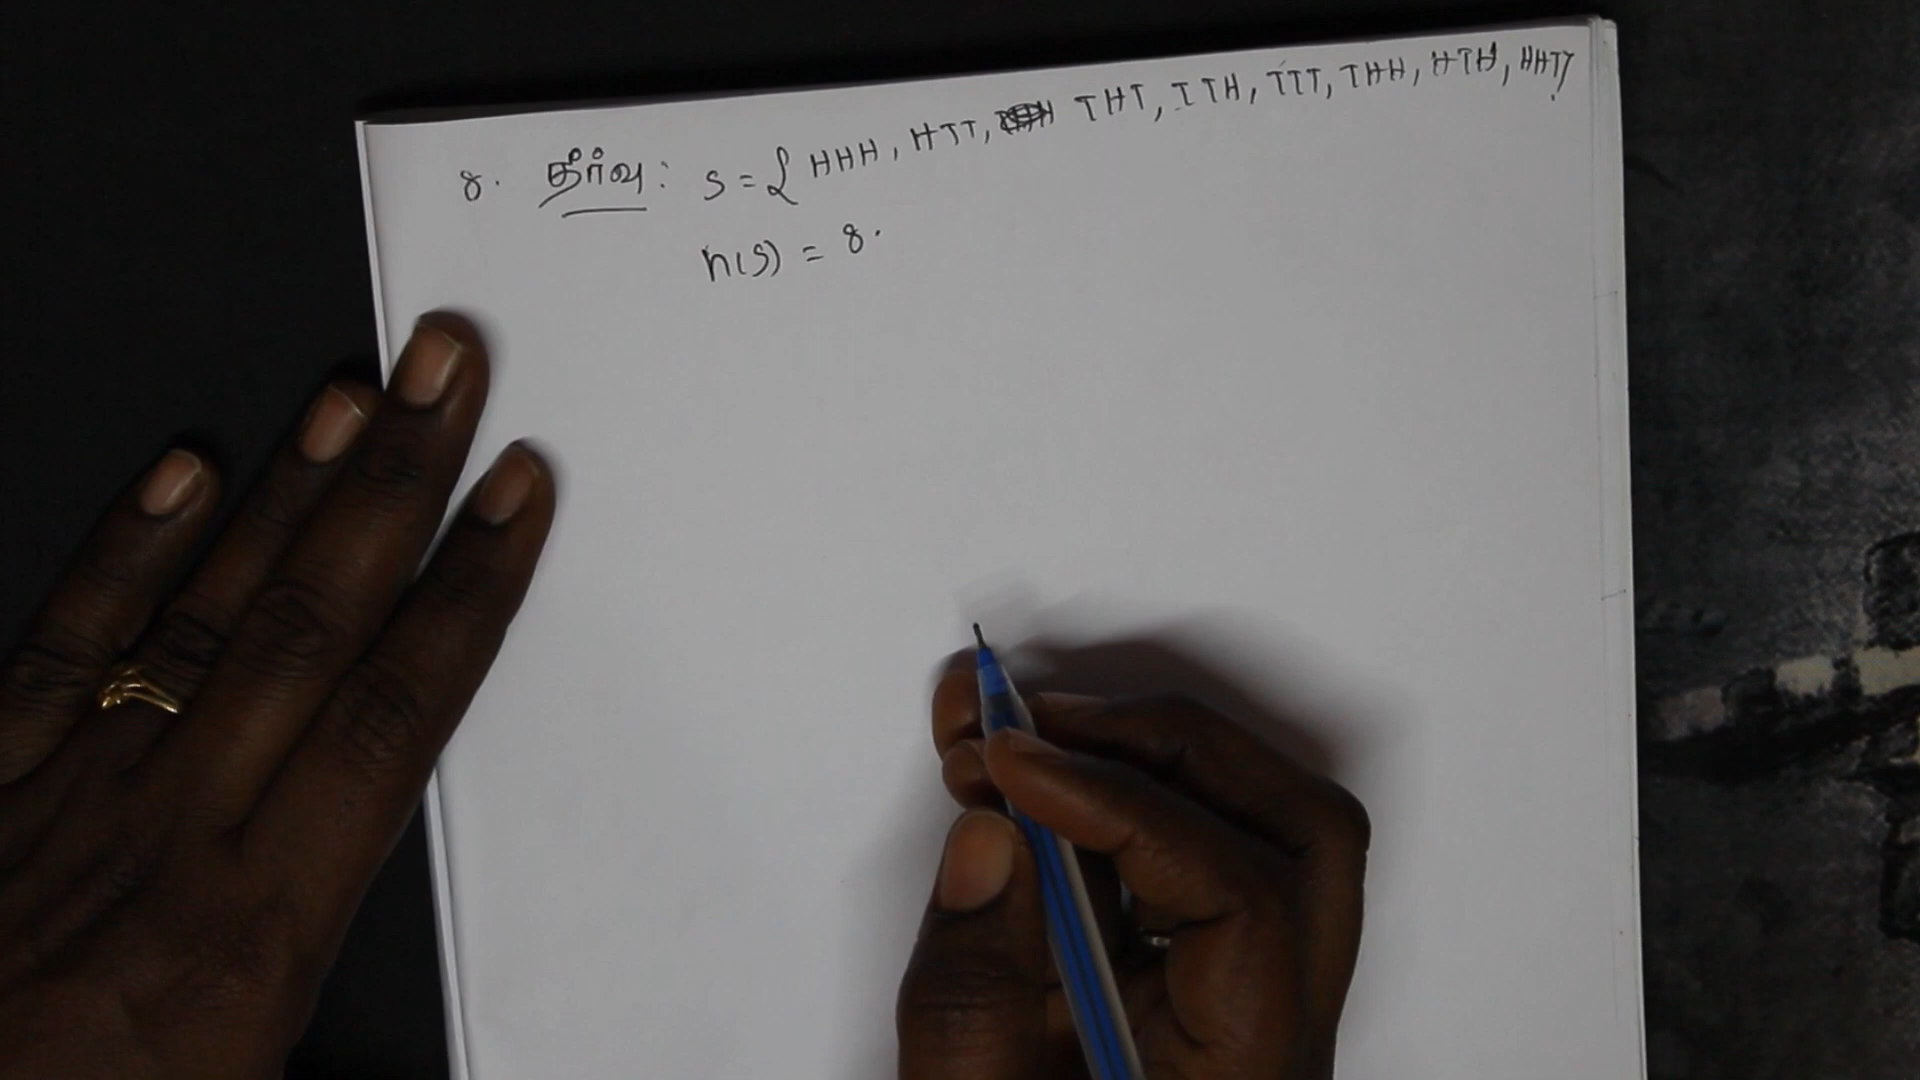 8. தீர்வு: S = { HHH, HTT, THT, TTH, TTT, THH, HTH, HHT}
n(S) = 8.